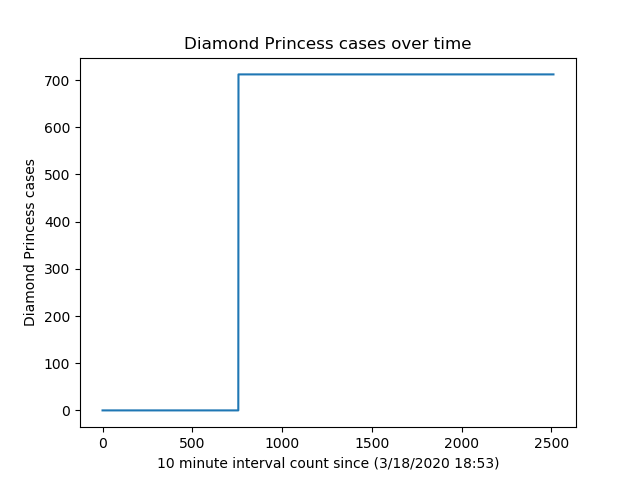 Diamond Princess cases over time
700
600
500
400
300
200
100
0
Diamond Princess cases
0 500 1000 1500 2000 2500
10 minute interval count since (3/18/2020 18:53)